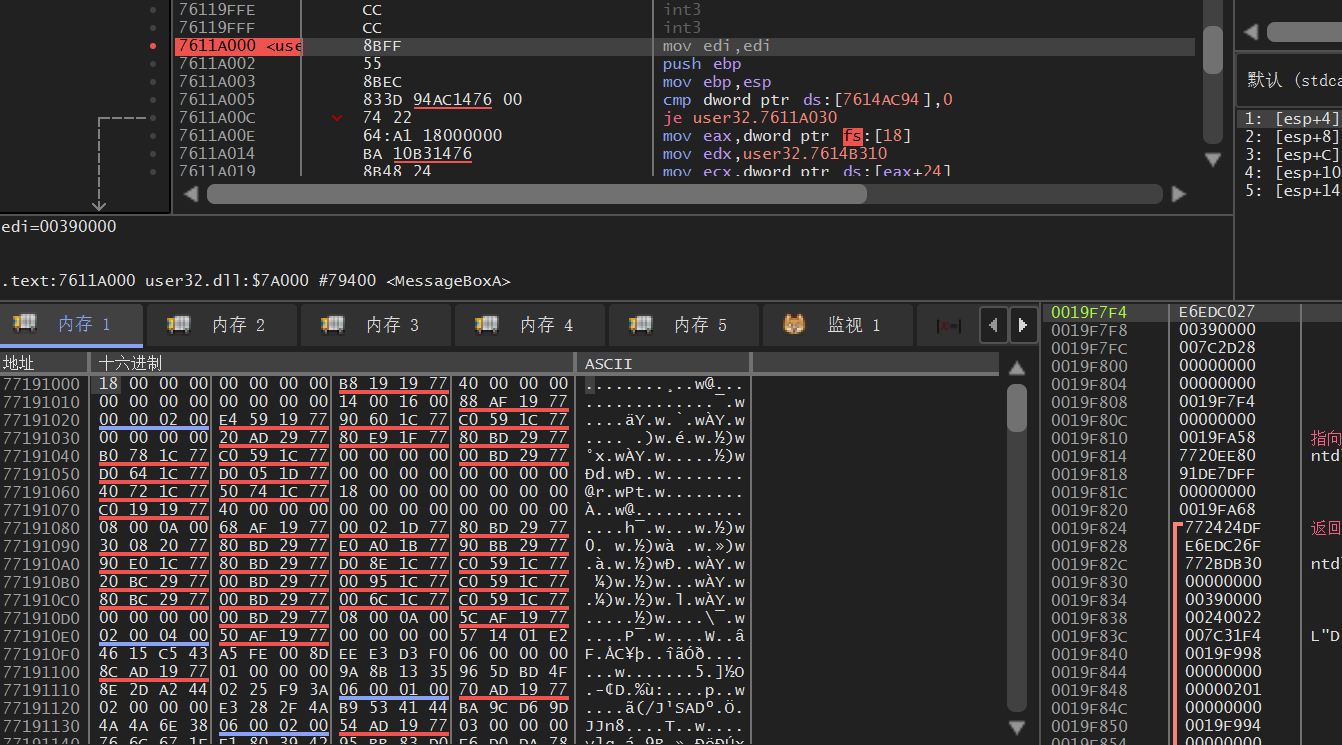 76119FFE CC int3
76119FFF CC int3
7611A000 <use 8BFF mov edi,edi
7611A002 55 push ebp
7611A003 8BEC mov ebp,esp
7611A005 833D 94AC1476 00 cmp dword ptr ds:[7614AC94],0
7611A00C 74 22 je user32.7611A030
7611A00E 64:A1 18000000 mov eax,dword ptr fs:[18]
7611A014 BA 10B31476 mov edx,user32.7614B310
7611A019 8B48 24 mov ecx,dword ptr ds:[eax+24]
默认 (stdca
1: [esp+4]
2: [esp+8]
3: [esp+C]
4: [esp+10
5: [esp+14
edi=00390000
.text:7611A000 user32.dll:$7A000 #79400 <MessageBoxA>
内存 1 内存 2 内存 3 内存 4 内存 5 监视 1
地址 十六进制 ASCII
77191000 18 00 00 00 00 00 00 00 B8 19 19 77 40 00 00 00 ........¸..w@...
77191010 00 00 00 00 00 00 00 00 14 00 16 00 88 AF 19 77 .............¯.w
77191020 00 00 02 00 E4 59 19 77 90 60 1C 77 C0 59 1C 77 ....äY.w.`.wÀY.w
77191030 00 00 00 00 20 AD 29 77 80 E9 1F 77 80 BD 29 77 .... .)w.é.w.½)w
77191040 B0 78 1C 77 C0 59 1C 77 00 00 00 00 00 BD 29 77 °x.wÀY.w.....½)w
77191050 D0 64 1C 77 D0 05 1D 77 00 00 00 00 00 00 00 00 Ðd.wÐ..w........
77191060 40 72 1C 77 50 74 1C 77 18 00 00 00 00 00 00 00 @r.wPt.w........
77191070 C0 19 19 77 40 00 00 00 00 00 00 00 00 00 00 00 À..w@...........
77191080 08 00 0A 00 68 AF 19 77 00 02 1D 77 80 BD 29 77 ....h¯.w...w.½)w
77191090 30 08 20 77 80 BD 29 77 E0 A0 1B 77 90 BB 29 77 0. w.½)wà .w.»)w
771910A0 90 E0 1C 77 80 BD 29 77 D0 8E 1C 77 C0 59 1C 77 .à.w.½)wÐ..wÀY.w
771910B0 20 BC 29 77 00 BD 29 77 00 95 1C 77 C0 59 1C 77 ¼)w.½)w...wÀY.w
771910C0 80 BC 29 77 00 BD 29 77 00 6C 1C 77 C0 59 1C 77 .¼)w.½)w.l.wÀY.w
771910D0 00 00 00 00 00 BD 29 77 08 00 0A 00 5C AF 19 77 .....½)w....\¯.w
771910E0 02 00 04 00 50 AF 19 77 00 00 00 00 57 14 01 E2 ....P¯.w....W..â
771910F0 46 15 C5 43 A5 FE 00 8D EE E3 D3 F0 06 00 00 00 F.ÅC¥þ..îãÓð....
77191100 8C AD 19 77 01 00 00 00 9A 8B 13 35 96 5D BD 4F ...w.......5.]½O
77191110 8E 2D A2 44 02 25 F9 3A 06 00 01 00 70 AD 19 77 .-¢D.%ù:....p..w
77191120 02 00 00 00 E3 28 2F 4A B9 53 41 44 BA 9C D6 9D ....ã(/J¹SADº.Ö.
77191130 4A 4A 6E 38 06 00 02 00 54 AD 19 77 03 00 00 00 JJn8....T..w....
0019F7F4 E6EDC027
0019F7F8 00390000
0019F7FC 007C2D28
0019F800 00000000
0019F804 00000000
0019F808 0019F7F4
0019F80C 00000000
0019F810 0019FA58 指向
0019F814 7720EE80 ntd
0019F818 91DE7DFF
0019F81C 00000000
0019F820 0019FA68
0019F824 772424DF 返回
0019F828 E6EDC26F
0019F82C 772BDB30 ntd
0019F830 00000000
0019F834 00390000
0019F838 00240022
0019F83C 007C31F4 L"D
0019F840 0019F998
0019F844 00000000
0019F848 00000201
0019F84C 00000000
0019F850 0019F994